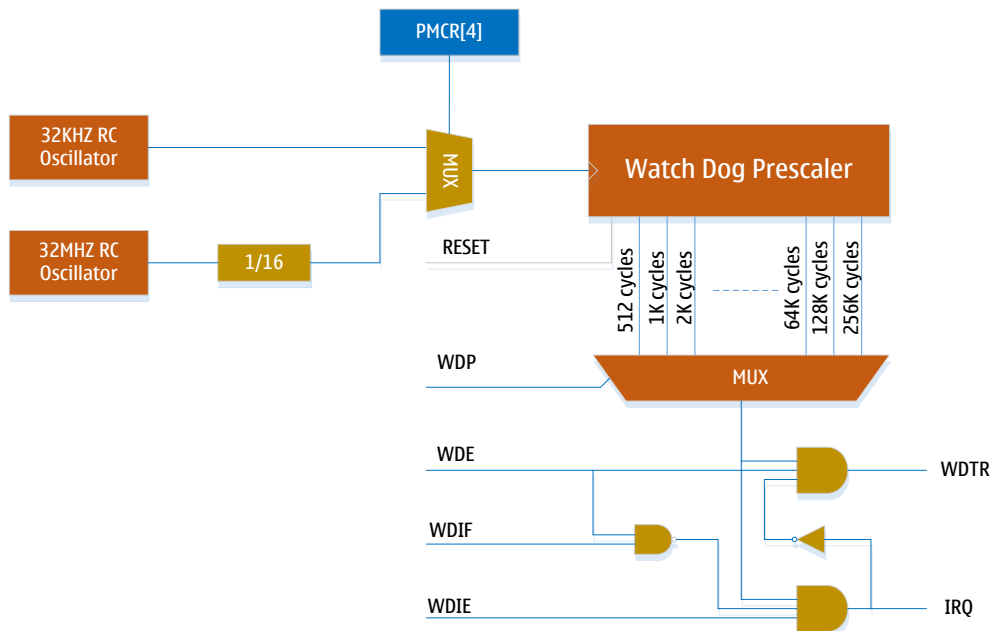 PMCR[4]
32KHZ RC
Oscillator
MUX
Watch Dog Prescaler
32MHZ RC
Oscillator
1/16
RESET
512 cycles
1K cycles
2K cycles
64K cycles
128K cycles
256K cycles
WDP
MUX
WDE
WDTR
WDIF
WDIE
IRQ